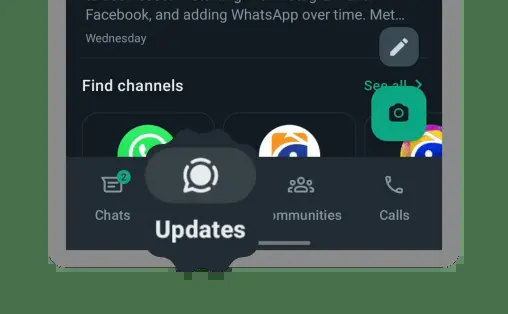 Facebook, and adding WhatsApp over time. Met...
Wednesday
Find channels
See all
2
Chats
Updates
ommunities
Calls